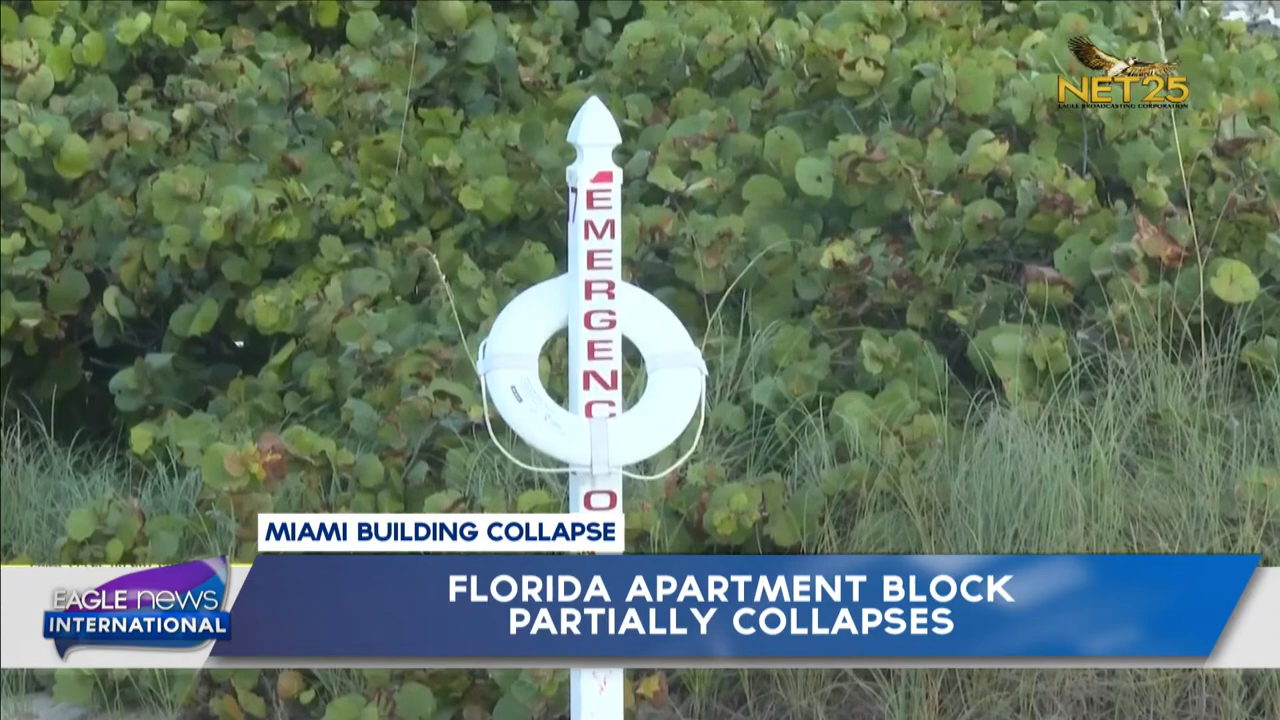 NET25
EAGLE BROADCASTING CORPORATION
EMERGENC
O
MIAMI BUILDING COLLAPSE
FLORIDA APARTMENT BLOCK
PARTIALLY COLLAPSES
EAGLE NEWS
INTERNATIONAL